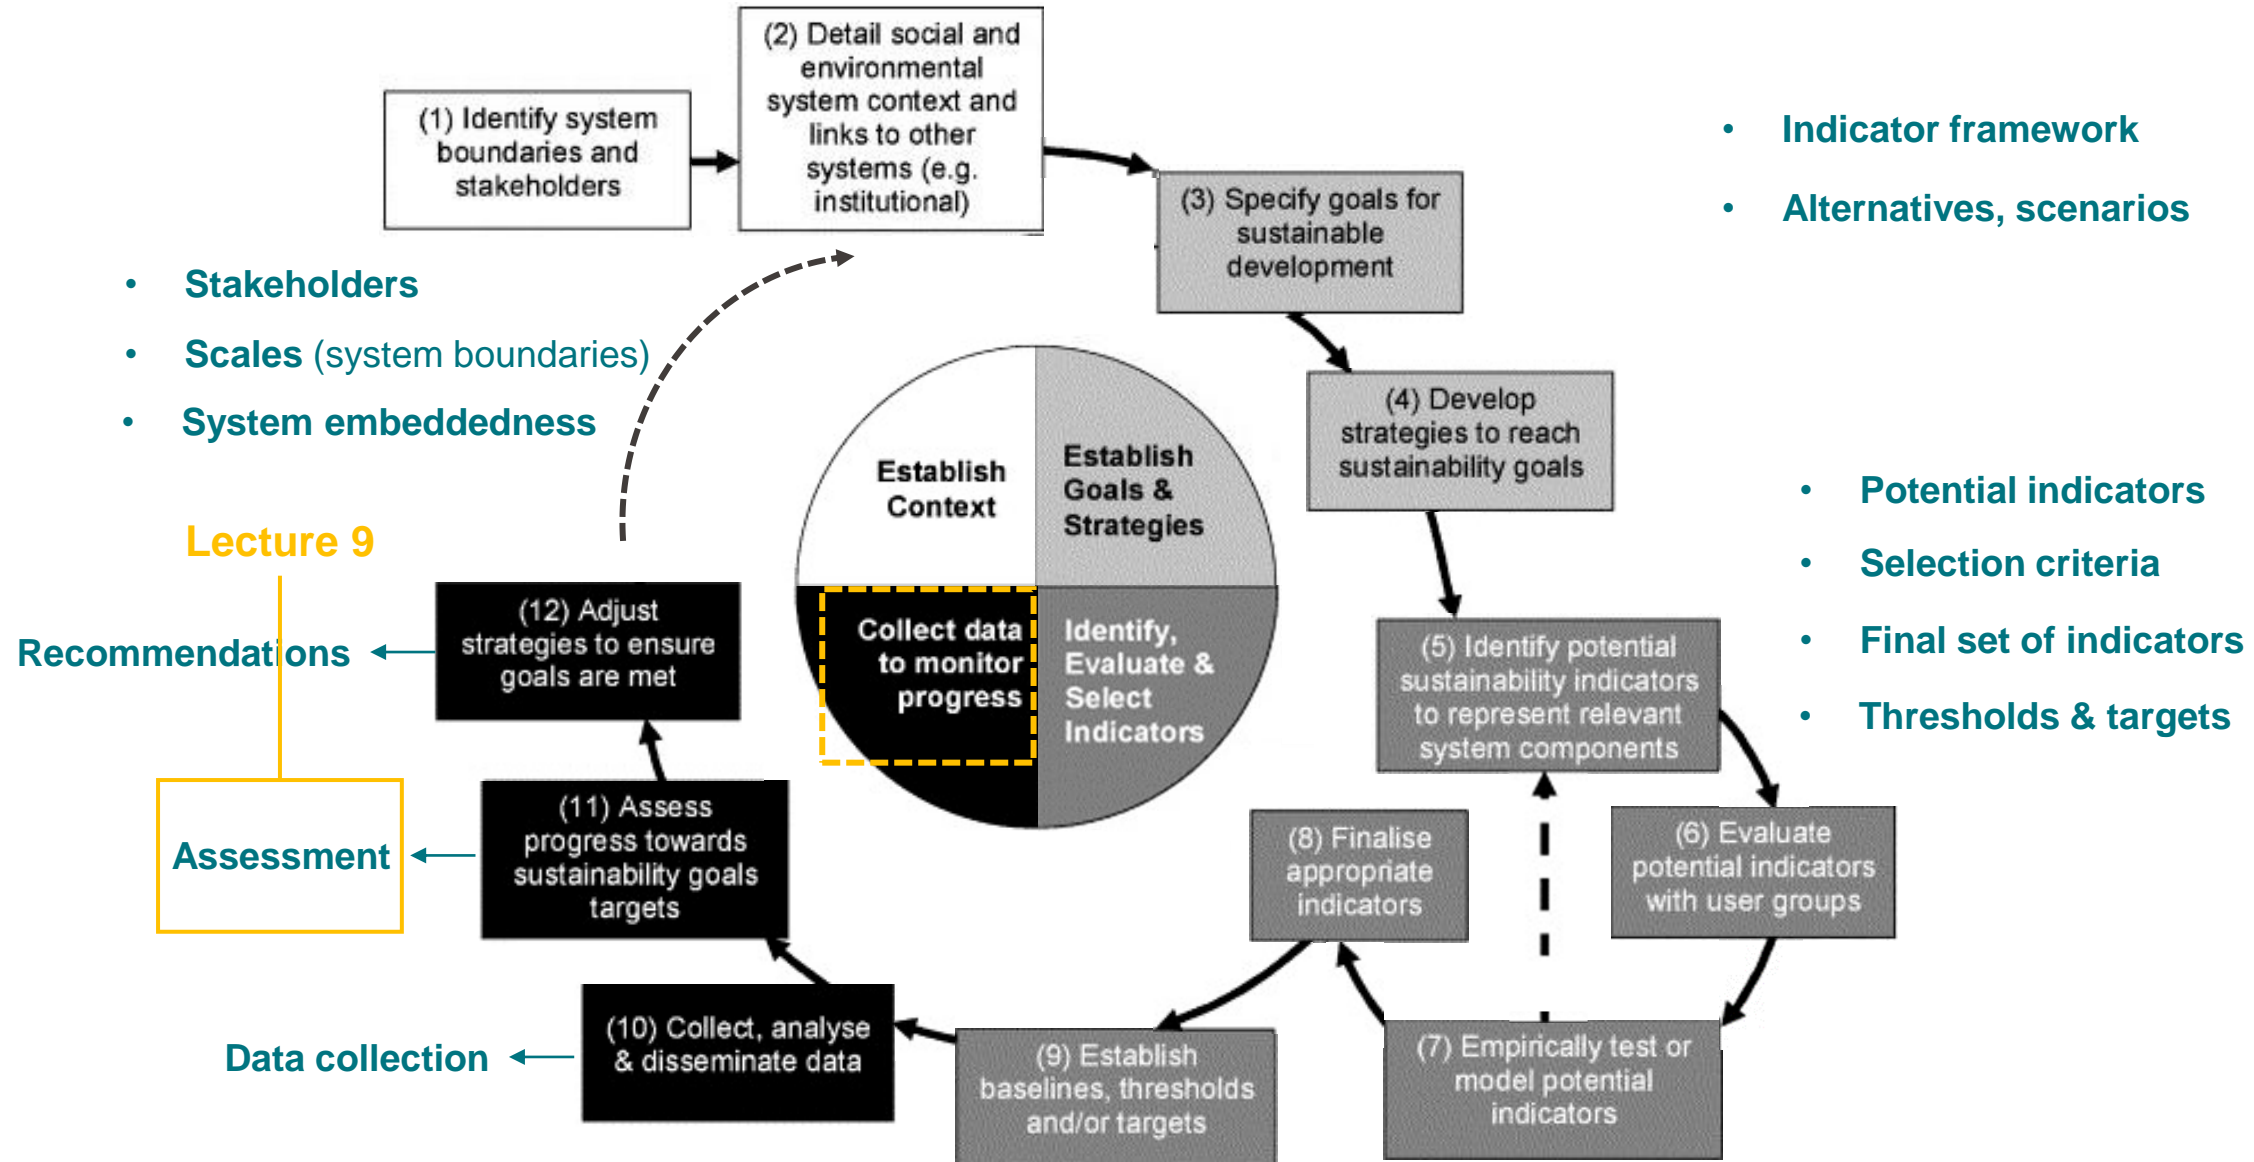 (1) Identify system
boundaries and
stakeholders
(2) Detail social and
environmental
system context and
links to other
systems (e.g.
institutional)
(3) Specify goals for
sustainable
development
• Indicator framework
• Alternatives, scenarios
• Stakeholders
• Scales (system boundaries)
• System embeddedness
(4) Develop
strategies to reach
sustainability goals
Establish
Context
Establish
Goals &
Strategies
Collect data
to monitor
progress
Identify,
Evaluate &
Select
Indicators
• Potential indicators
• Selection criteria
• Final set of indicators
• Thresholds & targets
(5) Identify potential
sustainability indicators
to represent relevant
system components
(6) Evaluate
potential indicators
with user groups
(7) Empirically test or
model potential
indicators
(8) Finalise
appropriate
indicators
(9) Establish
baselines, thresholds
and/or targets
(10) Collect, analyse
& disseminate data
Data collection
(11) Assess
progress towards
sustainability goals
targets
Assessment
(12) Adjust
strategies to ensure
goals are met
Recommendations
Lecture 9